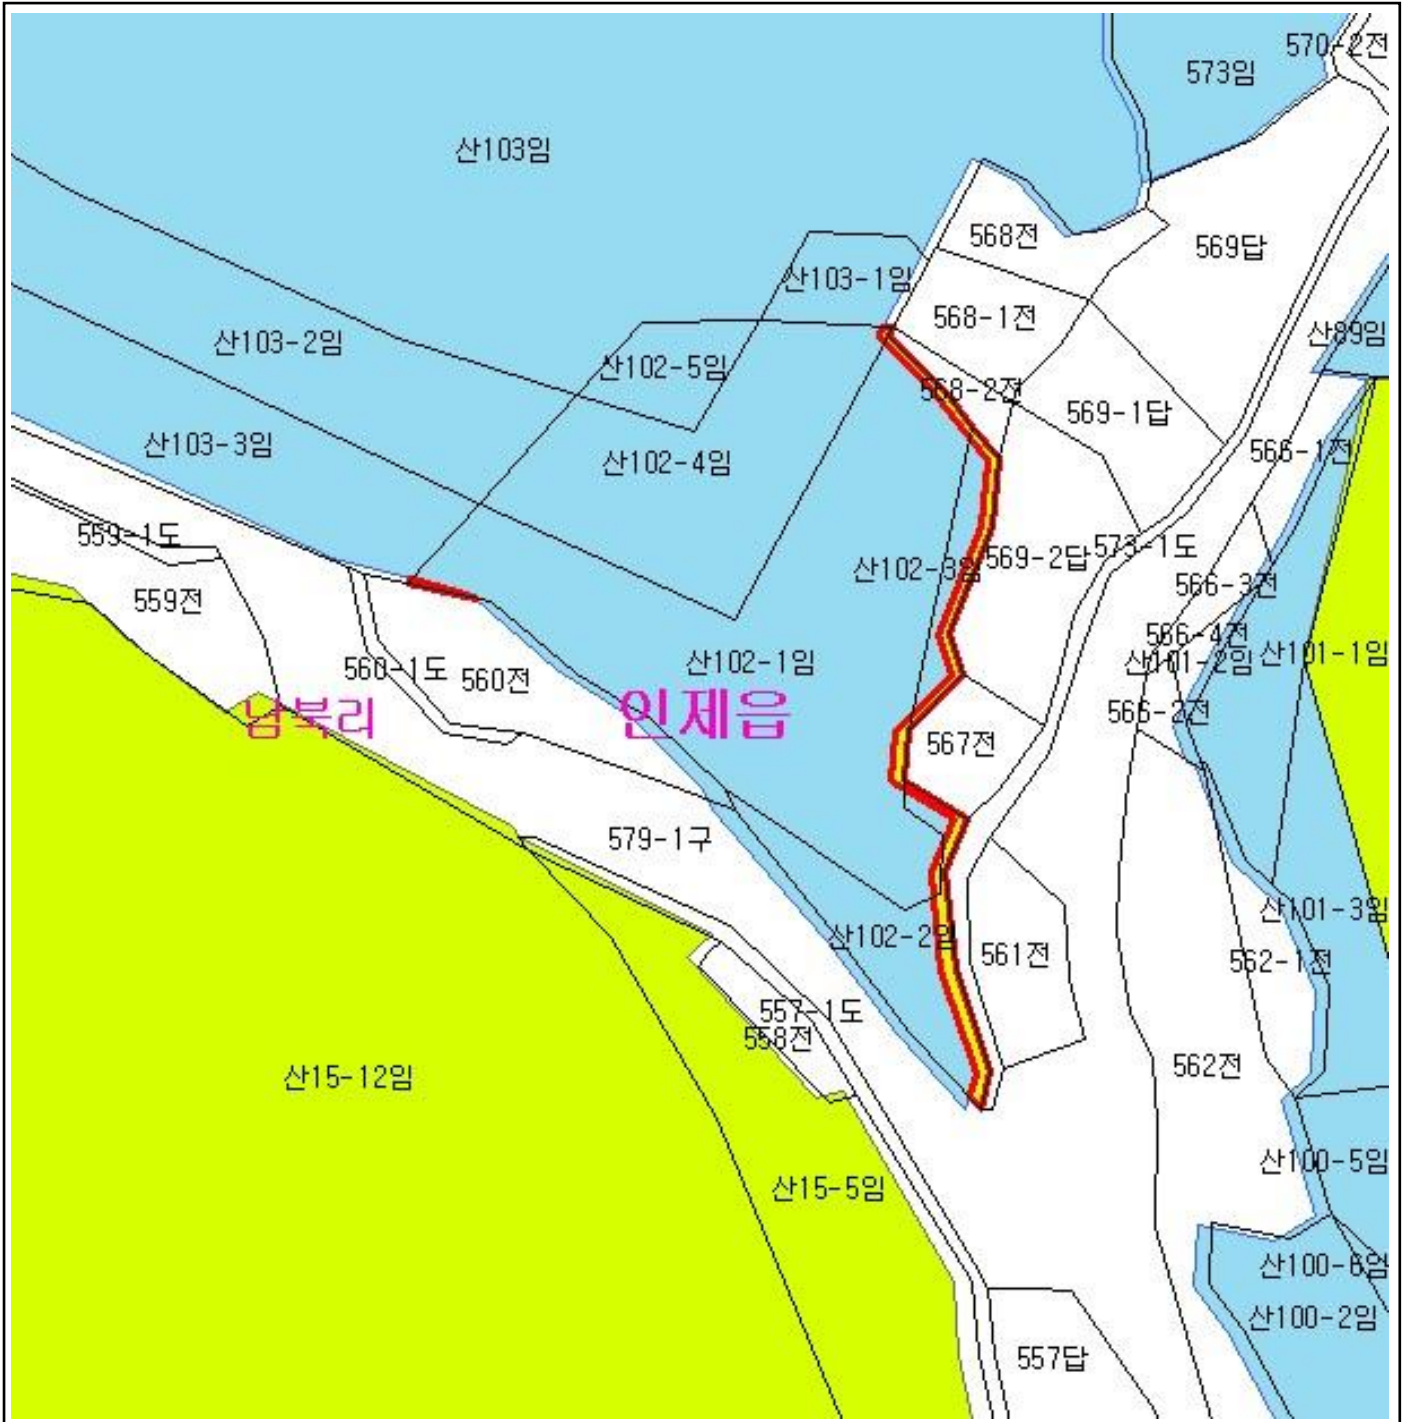 570-2전
573임
산103임
568전
569답
산103-1임
568-1전
산89임
산103-2임
산102-5임
568-2전
569-1답
산103-3임
산102-4임
566-1전
559-1도
573-1도
569-2답
산102-3임
566-3전
559전
566-4전
산101-2임
산101-1임
560-1도
560전
산102-1임
566-2전
남북리
인제읍
567전
579-1구
산101-3임
산102-2임
561전
562-1전
557-1도
558전
562전
산15-12임
산100-5임
산15-5임
산100-6임
산100-2임
557답